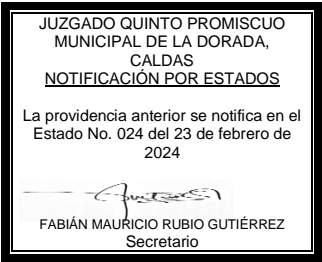 JUZGADO QUINTO PROMISCUO
MUNICIPAL DE LA DORADA,
CALDAS
NOTIFICACIÓN POR ESTADOS
La providencia anterior se notifica en el
Estado No. 024 del 23 de febrero de
2024
FABIÁN MAURICIO RUBIO GUTIÉRREZ
Secretario